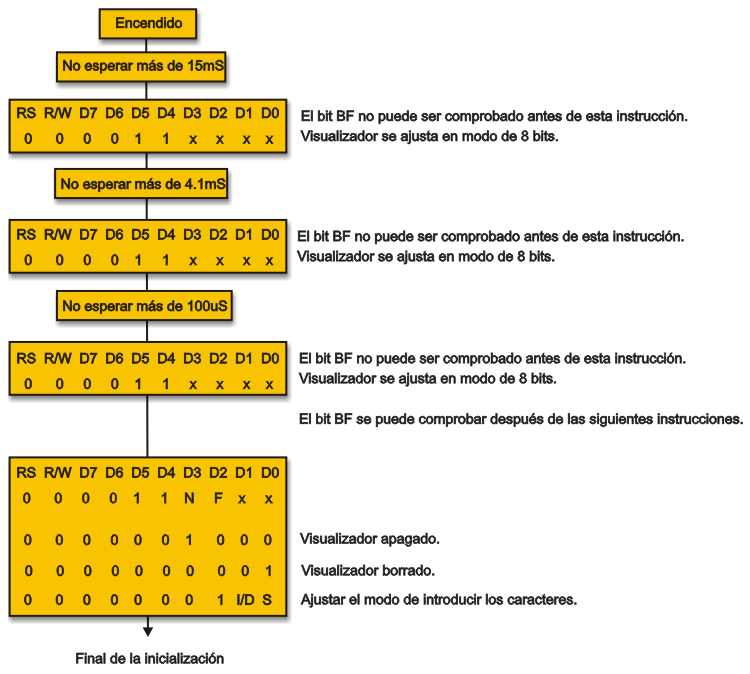 Encendido
No esperar más de 15mS
RS R/W D7 D6 D5 D4 D3 D2 D1 D0
0 0 0 0 1 1 x x x x
El bit BF no puede ser comprobado antes de esta instrucción.
Visualizador se ajusta en modo de 8 bits.
No esperar más de 4.1mS
RS R/W D7 D6 D5 D4 D3 D2 D1 D0
0 0 0 0 1 1 x x x x
El bit BF no puede ser comprobado antes de esta instrucción.
Visualizador se ajusta en modo de 8 bits.
No esperar más de 100uS
RS R/W D7 D6 D5 D4 D3 D2 D1 D0
0 0 0 0 1 1 x x x x
El bit BF no puede ser comprobado antes de esta instrucción.
Visualizador se ajusta en modo de 8 bits.
El bit BF se puede comprobar después de las siguientes instrucciones.
RS R/W D7 D6 D5 D4 D3 D2 D1 D0
0 0 0 0 1 1 N F x x
0 0 0 0 0 0 1 0 0 0
Visualizador apagado.
0 0 0 0 0 0 0 0 0 1
Visualizador borrado.
0 0 0 0 0 0 0 1 I/D S
Ajustar el modo de introducir los caracteres.
Final de la inicialización